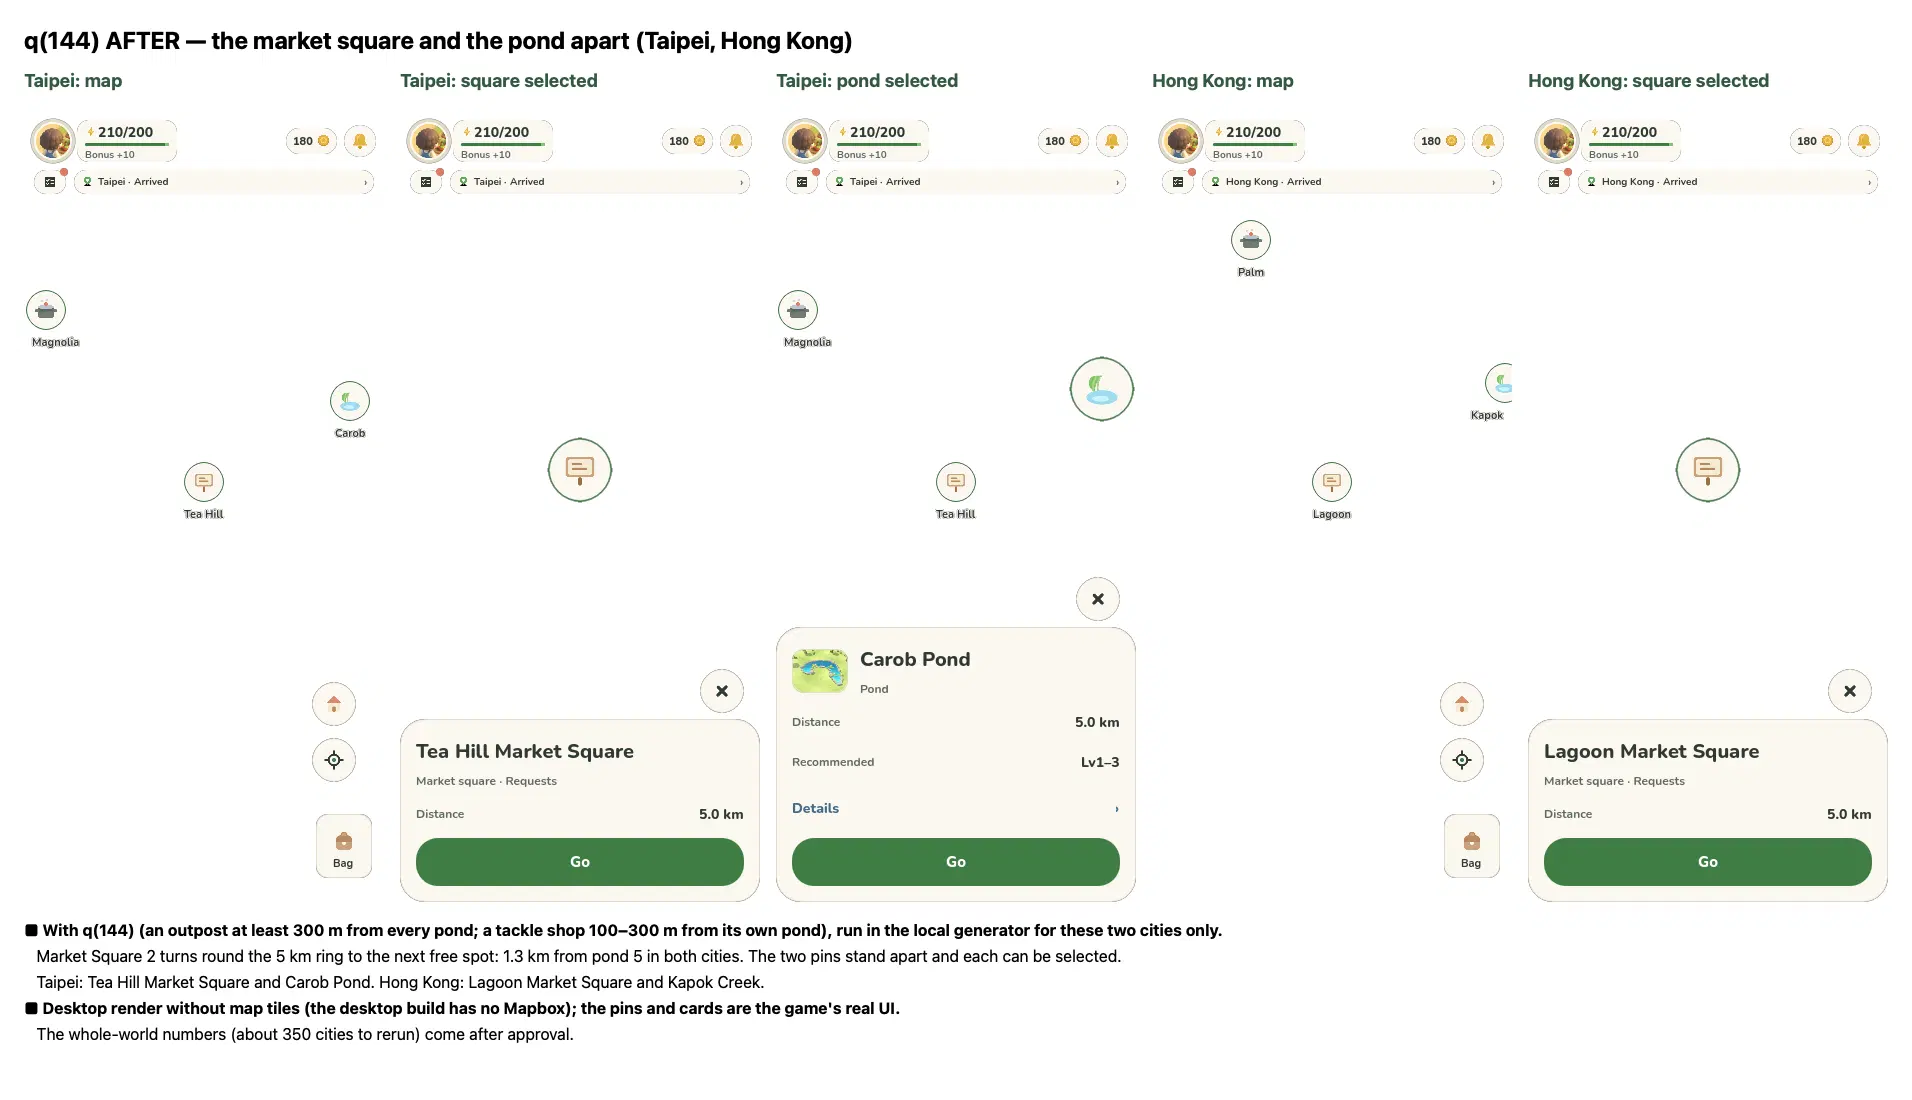 q(144) AFTER — the market square and the pond apart (Taipei, Hong Kong)
Taipei: map
210/200
Bonus +10
180
Taipei · Arrived
Magnolia
Carob
Tea Hill
Bag
Taipei: square selected
210/200
Bonus +10
180
Taipei · Arrived
Tea Hill Market Square
Market square · Requests
Distance 5.0 km
Go
Taipei: pond selected
210/200
Bonus +10
180
Taipei · Arrived
Magnolia
Tea Hill
Carob Pond
Pond
Distance 5.0 km
Recommended Lv1–3
Details
Go
Hong Kong: map
210/200
Bonus +10
180
Hong Kong · Arrived
Palm
Kapok
Lagoon
Bag
Hong Kong: square selected
210/200
Bonus +10
180
Hong Kong · Arrived
Lagoon Market Square
Market square · Requests
Distance 5.0 km
Go
■ With q(144) (an outpost at least 300 m from every pond; a tackle shop 100–300 m from its own pond), run in the local generator for these two cities only.
Market Square 2 turns round the 5 km ring to the next free spot: 1.3 km from pond 5 in both cities. The two pins stand apart and each can be selected.
Taipei: Tea Hill Market Square and Carob Pond. Hong Kong: Lagoon Market Square and Kapok Creek.
■ Desktop render without map tiles (the desktop build has no Mapbox); the pins and cards are the game's real UI.
The whole-world numbers (about 350 cities to rerun) come after approval.